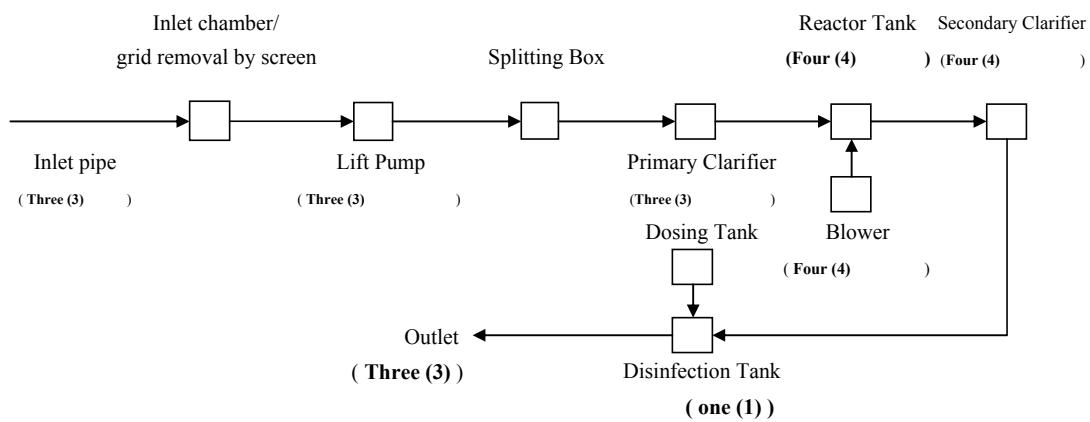 Inlet chamber/
grid removal by screen
Splitting Box
Reactor Tank
(Four (4) )
Secondary Clarifier
(Four (4) )
Inlet pipe
( Three (3) )
Lift Pump
( Three (3) )
Primary Clarifier
(Three (3) )
Dosing Tank
Blower
( Four (4) )
Outlet
( Three (3) )
Disinfection Tank
( one (1) )